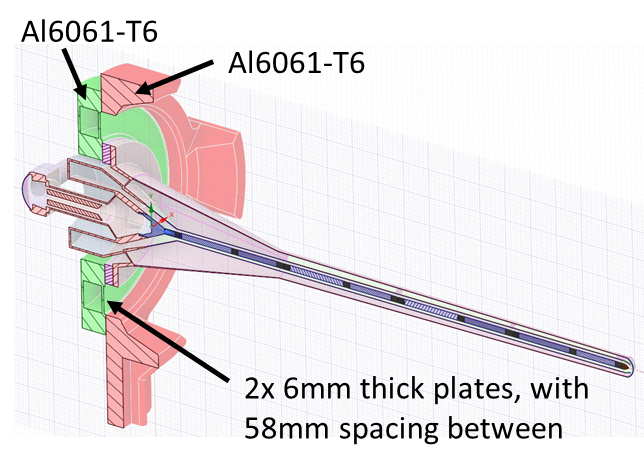 Al6061-T6
Al6061-T6
2x 6mm thick plates, with
58mm spacing between